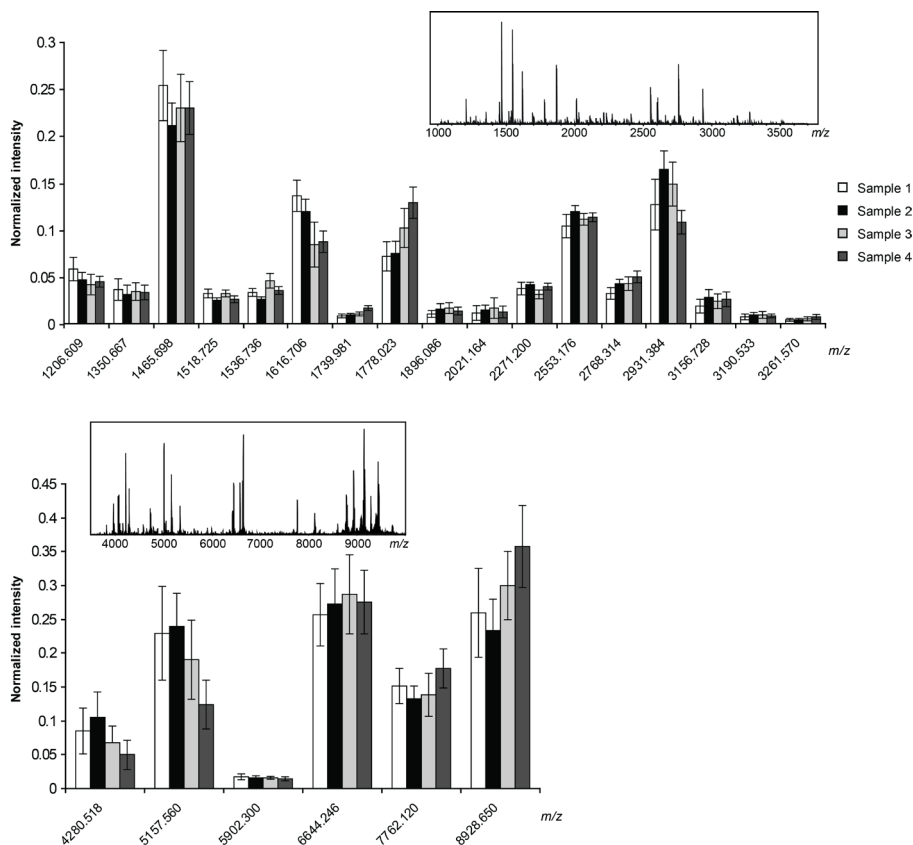 0.3
0.25
0.2
0.15
0.1
0.05
0
Normalized intensity
1000 1500 2000 2500 3000 3500 m/z
Sample 1
Sample 2
Sample 3
Sample 4
1206.609 1350.667 1465.698 1518.725 1536.736 1616.706 1739.981 1778.023 1896.086 2021.164 2271.200 2553.176 2768.314 2931.384 3156.728 3190.533 3261.570 m/z
4000 5000 6000 7000 8000 9000 m/z
0.45
0.4
0.35
0.3
0.25
0.2
0.15
0.1
0.05
0
Normalized intensity
4280.518 5157.560 5902.300 6644.246 7762.120 8928.650 m/z